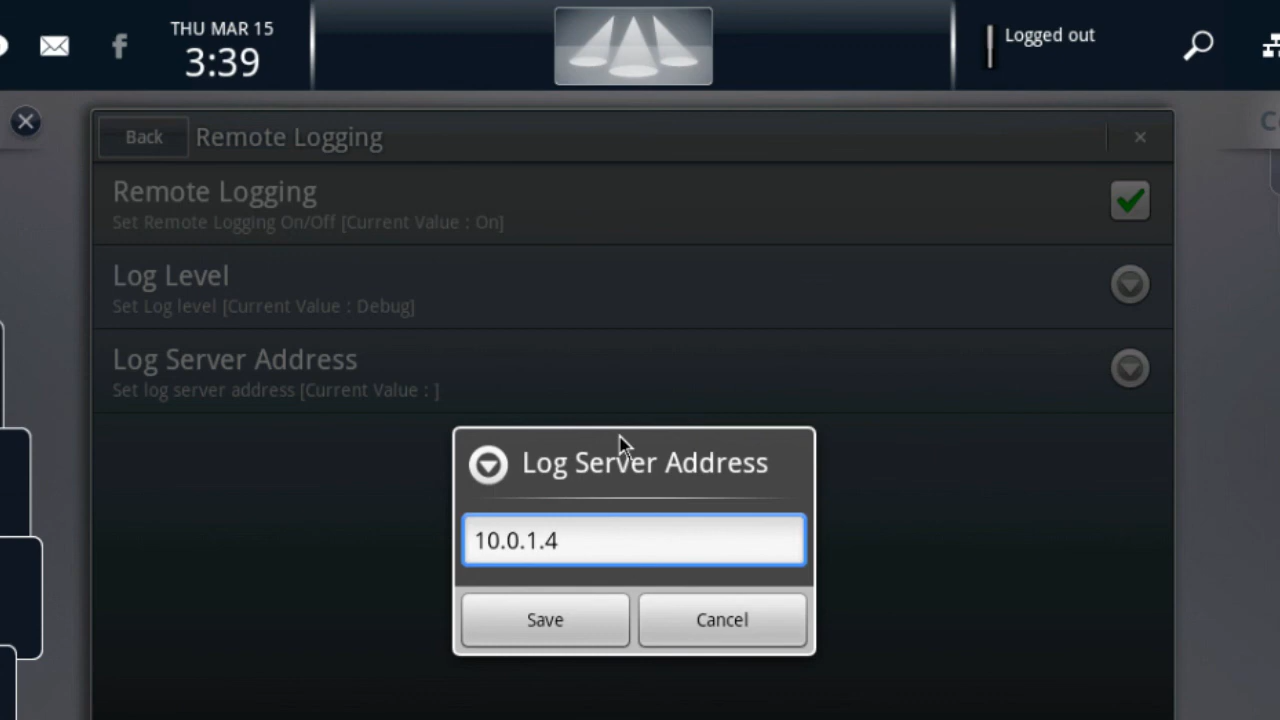 THU MAR 15
3:39
Logged out
Back
Remote Logging
×
Remote Logging
Set Remote Logging On/Off [Current Value : On]
Log Level
Set Log level [Current Value : Debug]
Log Server Address
Set log server address [Current Value : ]
Log Server Address
10.0.1.4
Save
Cancel